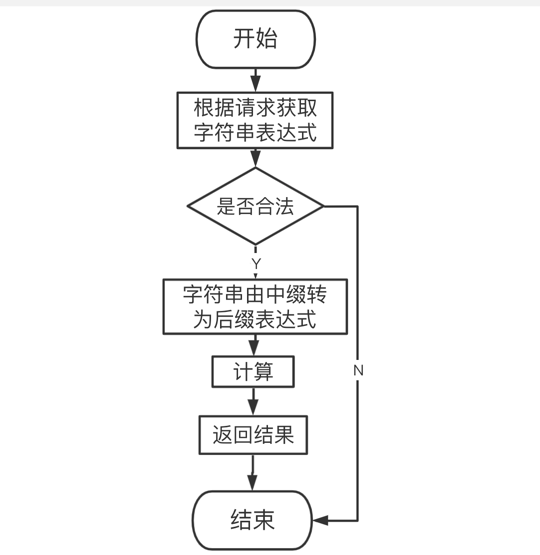 开始
根据请求获取
字符串表达式
是否合法
Y
字符串由中缀转
为后缀表达式
计算
N
返回结果
结束